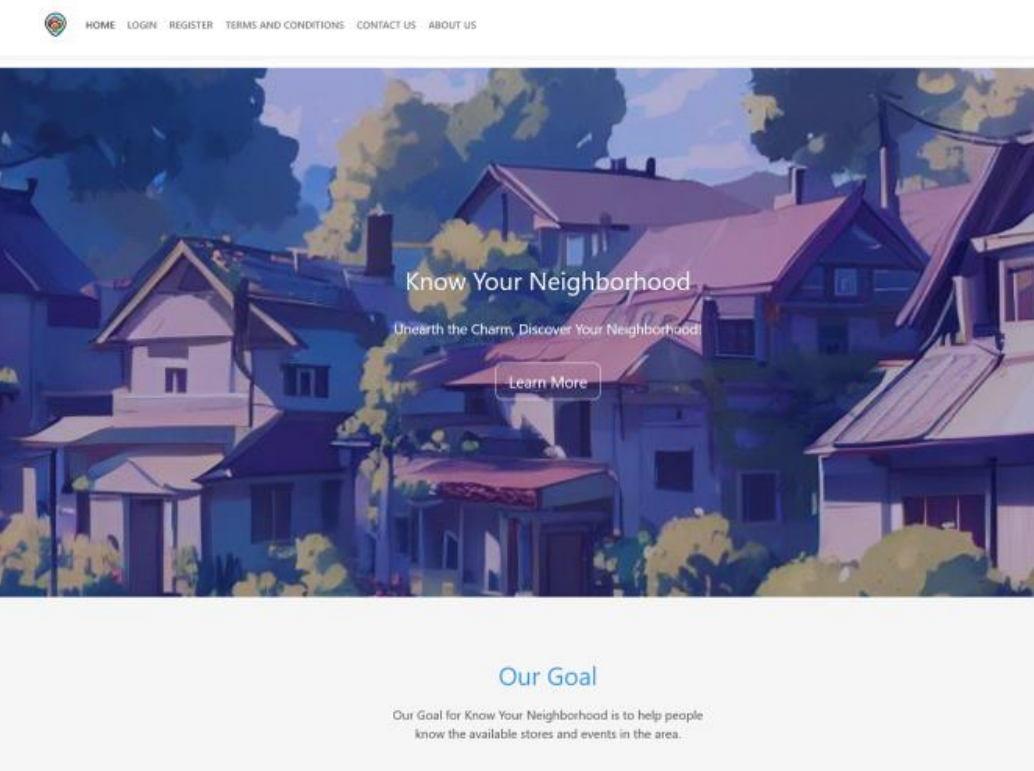 HOME LOGIN REGISTER TERMS AND CONDITIONS CONTACT US ABOUT US
Know Your Neighborhood
Unearth the Charm, Discover Your Neighborhood!
Learn More
Our Goal
Our Goal for Know Your Neighborhood is to help people
know the available stores and events in the area.